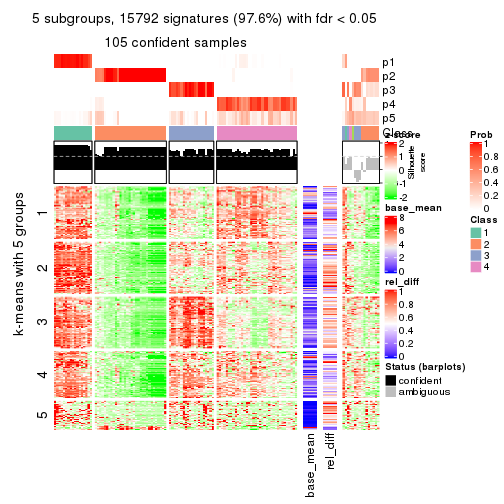 5 subgroups, 15792 signatures (97.6%) with fdr < 0.05
105 confident samples
p1
p2
p3
p4
p5
Class
Silhouette
score
k-means with 5 groups
1
2
3
4
5
base_mean
rel_diff
z-score
2
1
0
-1
-2
base_mean
8
6
4
2
0
rel_diff
1
0.8
0.6
0.4
0.2
0
Status (barplots)
confident
ambiguous
Prob
1
0.8
0.6
0.4
0.2
0
Class
1
2
3
4